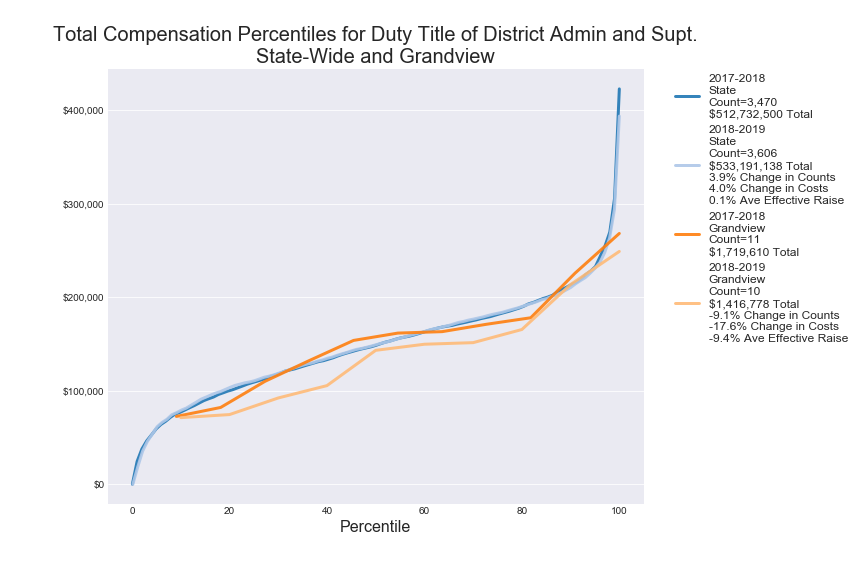 Total Compensation Percentiles for Duty Title of District Admin and Supt.
State-Wide and Grandview
$400,000
$300,000
$200,000
$100,000
$0
0
20
40
60
80
100
Percentile
2017-2018
State
Count=3,470
$512,732,500 Total
2018-2019
State
Count=3,606
$533,191,138 Total
3.9% Change in Counts
4.0% Change in Costs
0.1% Ave Effective Raise
2017-2018
Grandview
Count=11
$1,719,610 Total
2018-2019
Grandview
Count=10
$1,416,778 Total
-9.1% Change in Counts
-17.6% Change in Costs
-9.4% Ave Effective Raise